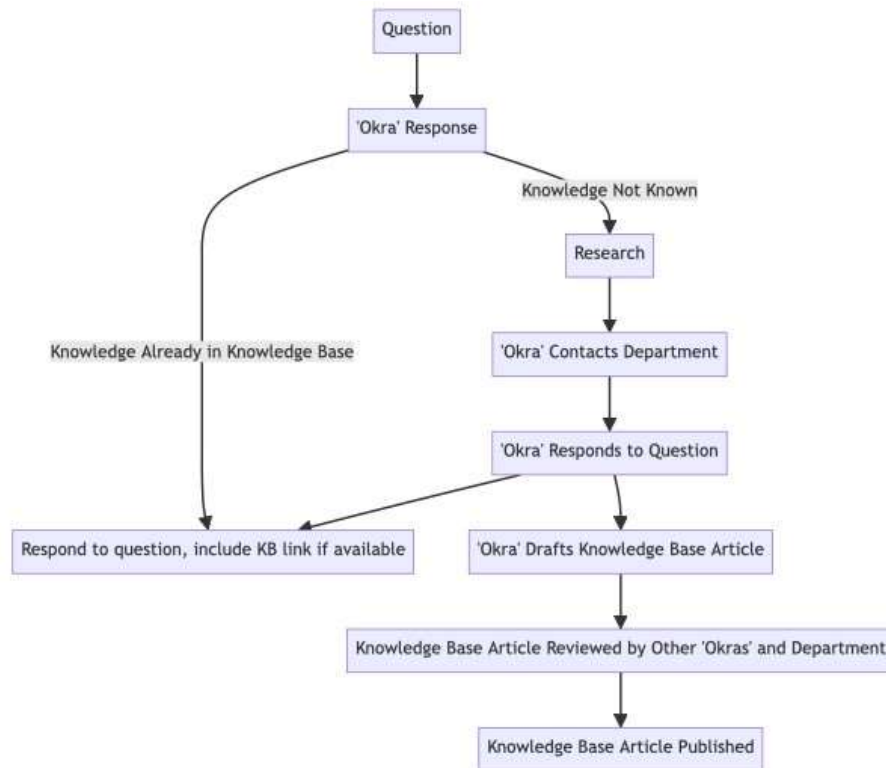 Question
'Okra' Response
Knowledge Not Known
Research
Knowledge Already in Knowledge Base
'Okra' Contacts Department
'Okra' Responds to Question
Respond to question, include KB link if available
'Okra' Drafts Knowledge Base Article
Knowledge Base Article Reviewed by Other 'Okras' and Department
Knowledge Base Article Published